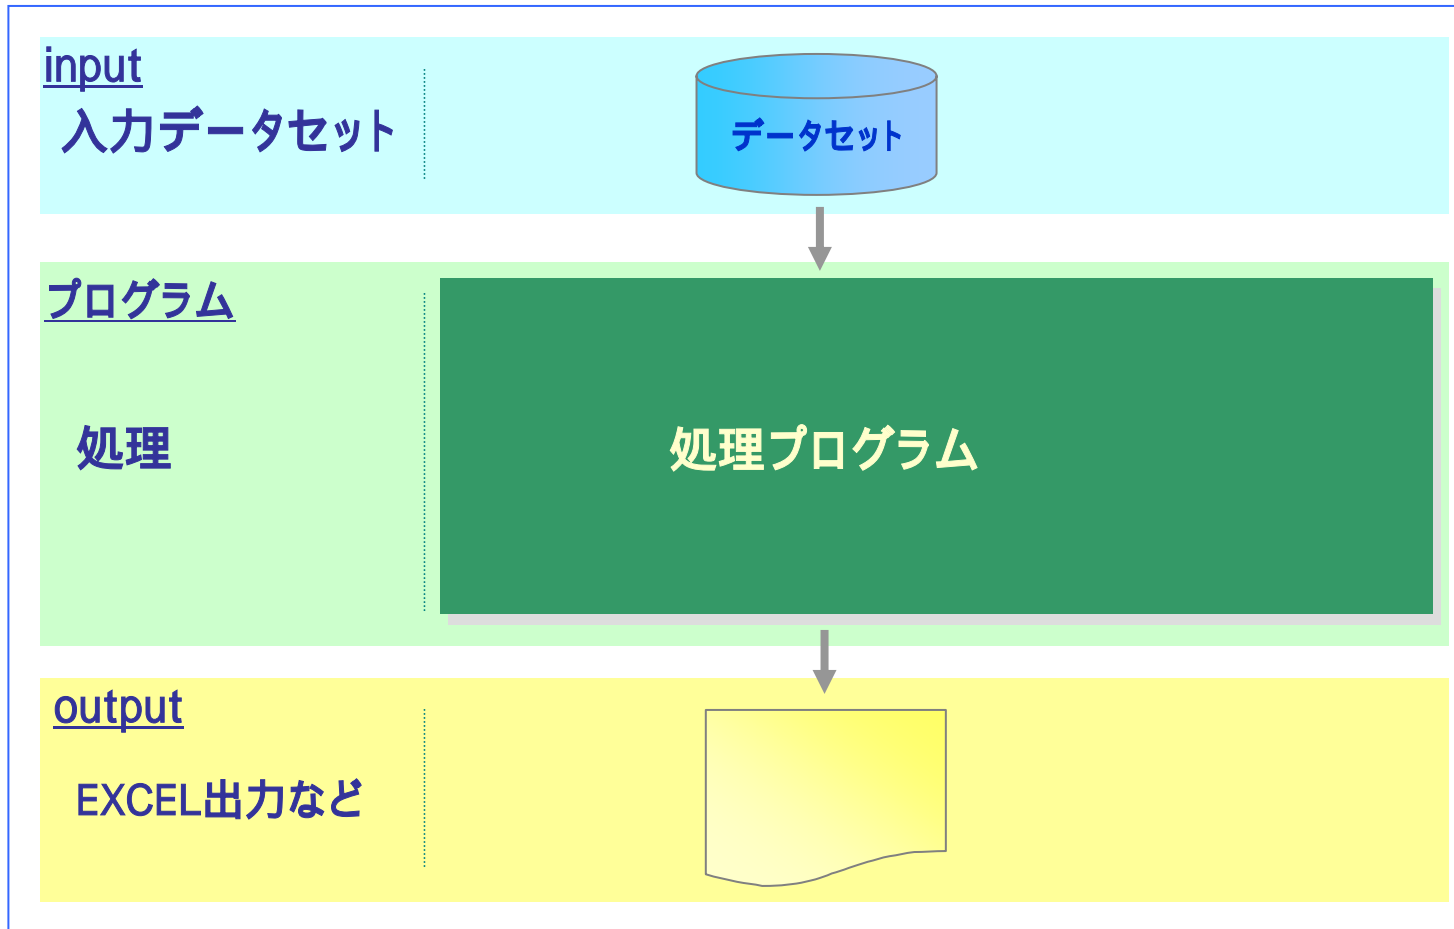 input
入力データセット
データセット
プログラム
処理
処理プログラム
output
EXCEL出力など